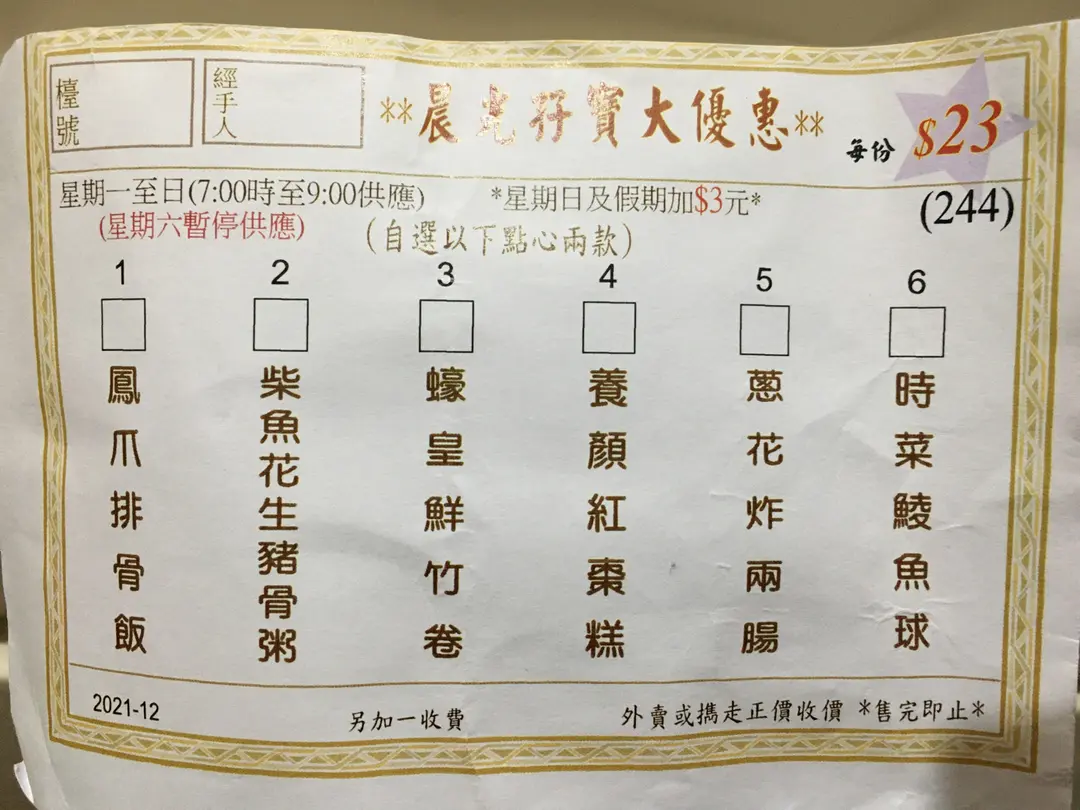 檯號
經手人
**晨光孖寶大優惠**
每份 $23
星期一至日(7:00時至9:00供應)
*星期日及假期加$3元*
(244)
(星期六暫停供應)
(自選以下點心兩款)
1
2
3
4
5
6
鳳爪排骨飯
柴魚花生豬骨粥
蠔皇鮮竹卷
養顏紅棗糕
蔥花炸兩腸
時菜鯪魚球
2021-12
另加一收費
外賣或攜走正價收價 *售完即止*